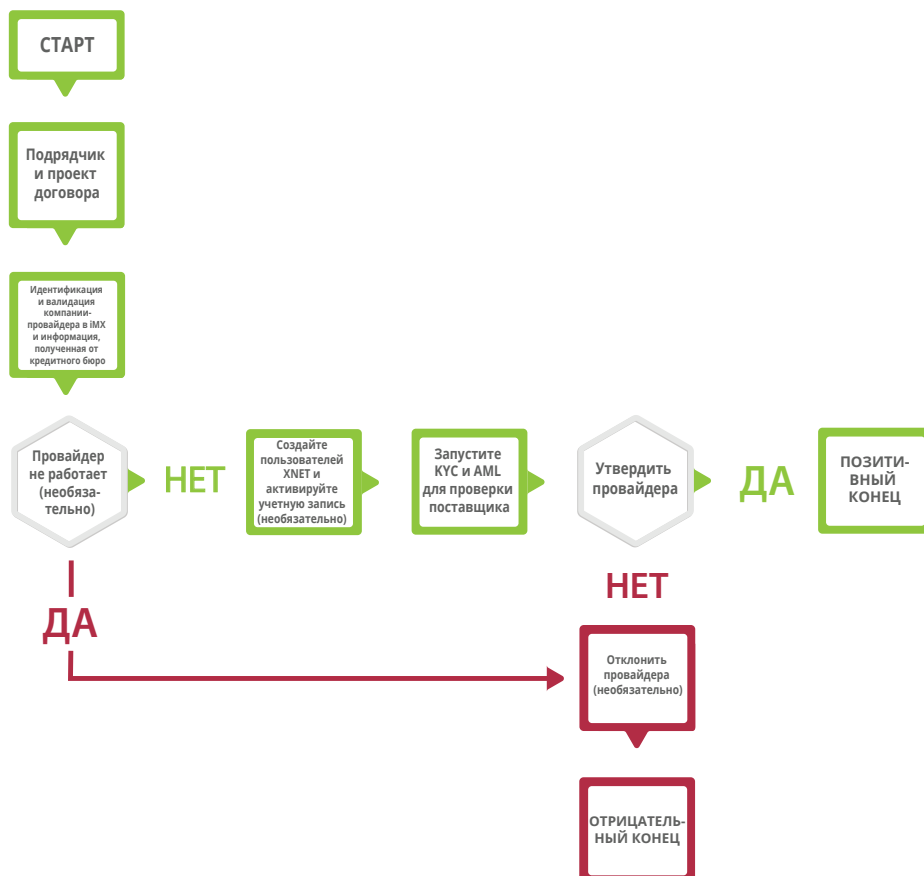 СТАРТ
Подрядчик
и проект
договора
Идентификация
и валидация
компании-
провайдера в iMX
и информация,
полученная от
кредитного бюро
Провайдер
не работает
(необяза-
тельно)
НЕТ
Создайте
пользователей
XNET и
активируйте
учетную запись
(необязательно)
Запустите
KYC и AML
для проверки
поставщика
Утвердить
провайдера
ДА
ПОЗИТИ-
ВНЫЙ
КОНЕЦ
НЕТ
ДА
Отклонить
провайдера
(необязательно)
ОТРИЦАТЕЛЬ-
НЫЙ КОНЕЦ